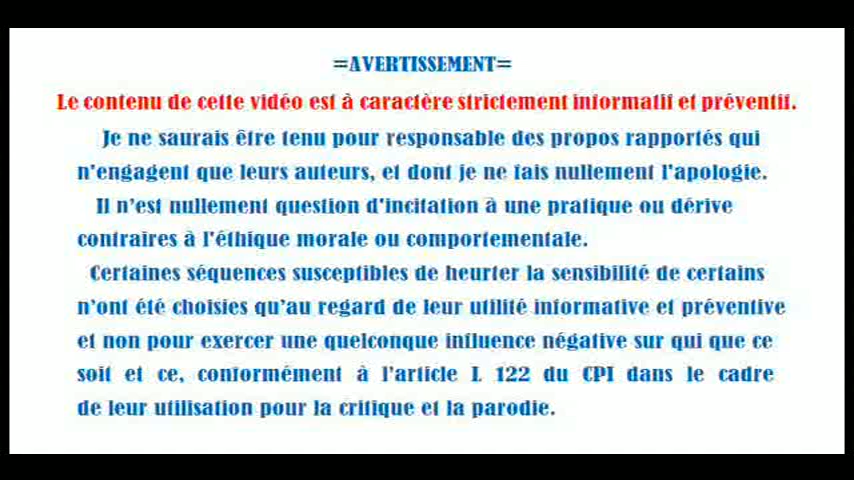 =AVERTISSEMENT=
Le contenu de cette vidéo est à caractère strictement informatif et préventif.
Je ne saurais être tenu pour responsable des propos rapportés qui
n'engagent que leurs auteurs, et dont je ne fais nullement l'apologie.
Il n'est nullement question d'incitation à une pratique ou dérive
contraires à l'éthique morale ou comportementale.
Certaines séquences susceptibles de heurter la sensibilité de certains
n'ont été choisies qu'au regard de leur utilité informative et préventive
et non pour exercer une quelconque influence négative sur qui que ce
soit et ce, conformément à l'article L 122 du CPI dans le cadre
de leur utilisation pour la critique et la parodie.